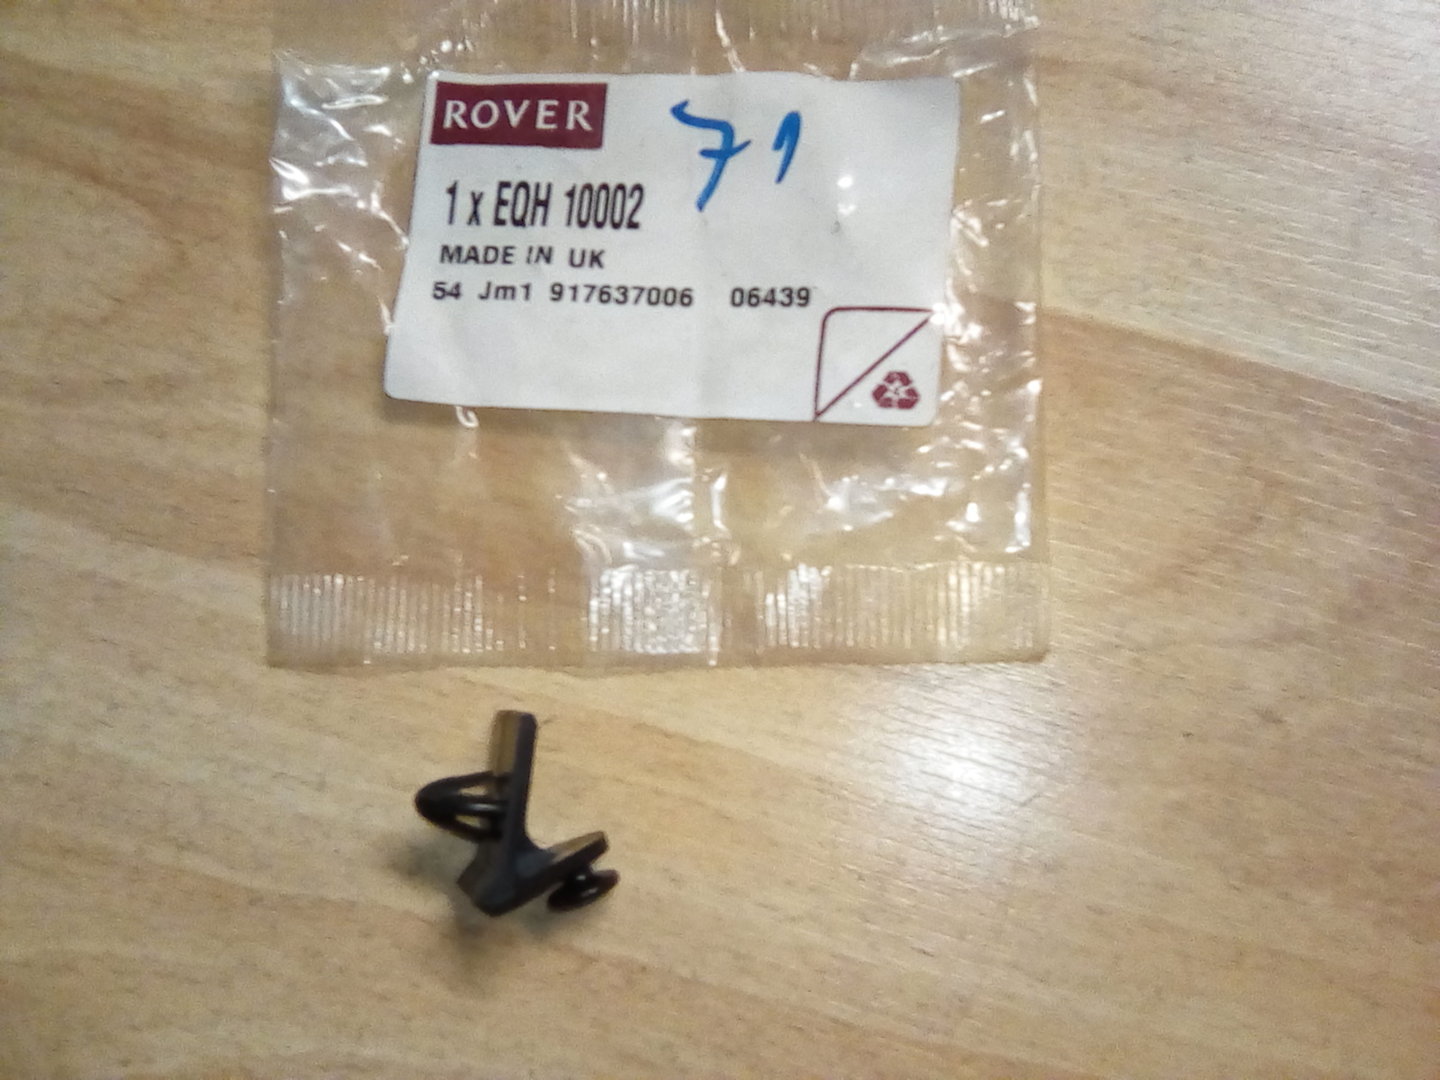 ROVER
71
1 x EQH 10002
MADE IN UK
54 Jm1 917637006 06439